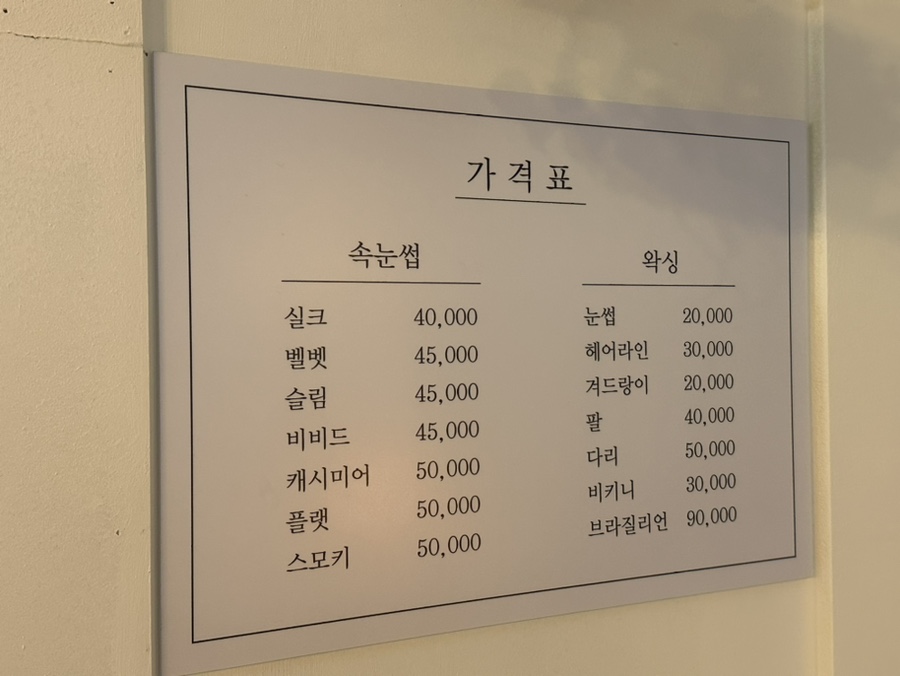 가격표
속눈썹
실크 40,000
벨벳 45,000
슬림 45,000
비비드 45,000
캐시미어 50,000
플랫 50,000
스모키 50,000
왁싱
눈썹 20,000
헤어라인 30,000
겨드랑이 20,000
팔 40,000
다리 50,000
비키니 30,000
브라질리언 90,000